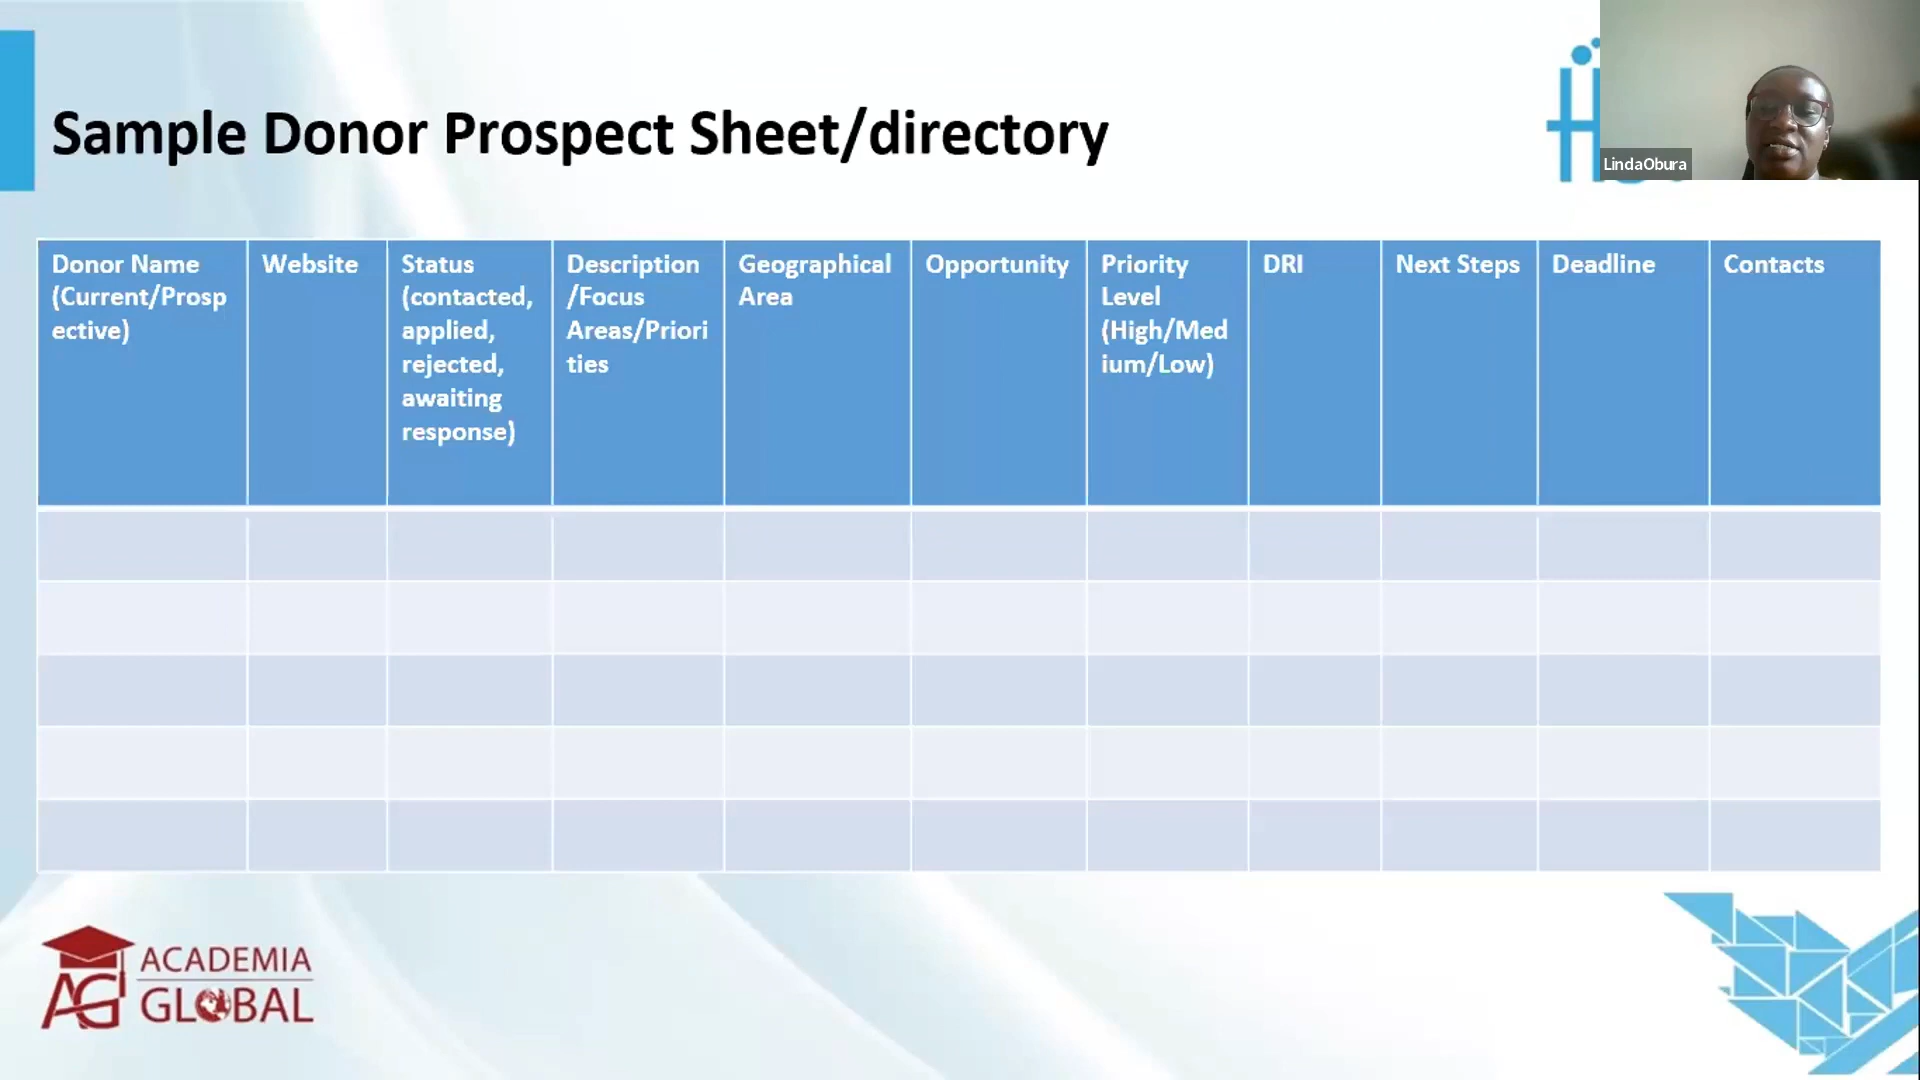 Sample Donor Prospect Sheet/directory
LindaObura
Donor Name
(Current/Prosp
ective)
Website
Status
(contacted,
applied,
rejected,
awaiting
response)
Description
/Focus
Areas/Priori
ties
Geographical
Area
Opportunity
Priority
Level
(High/Med
ium/Low)
DRI
Next Steps
Deadline
Contacts
AG
ACADEMIA
GLOBAL